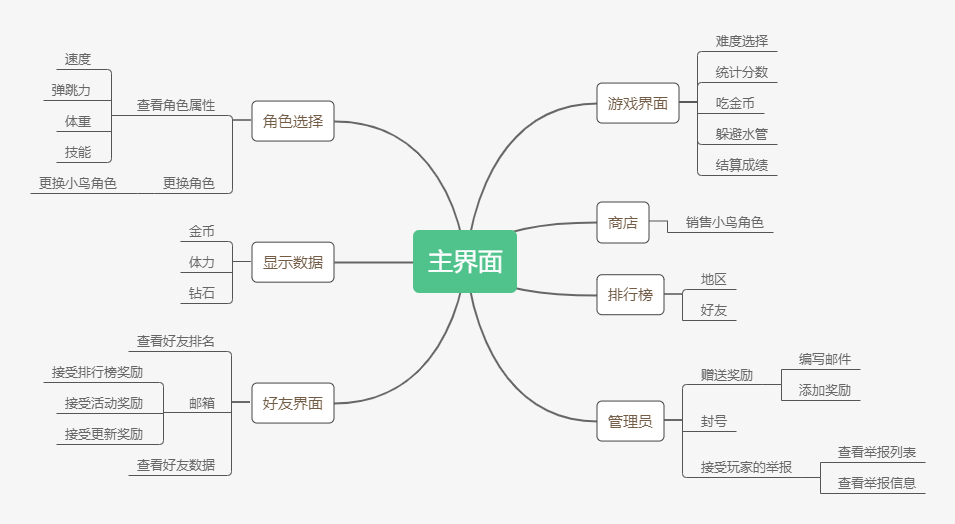 主界面
游戏界面
难度选择
统计分数
吃金币
躲避水管
结算成绩
商店
销售小鸟角色
排行榜
地区
好友
管理员
赠送奖励
编写邮件
添加奖励
封号
接受玩家的举报
查看举报列表
查看举报信息
角色选择
查看角色属性
速度
弹跳力
体重
技能
更换角色
更换小鸟角色
显示数据
金币
体力
钻石
好友界面
查看好友排名
邮箱
接受排行榜奖励
接受活动奖励
接受更新奖励
查看好友数据